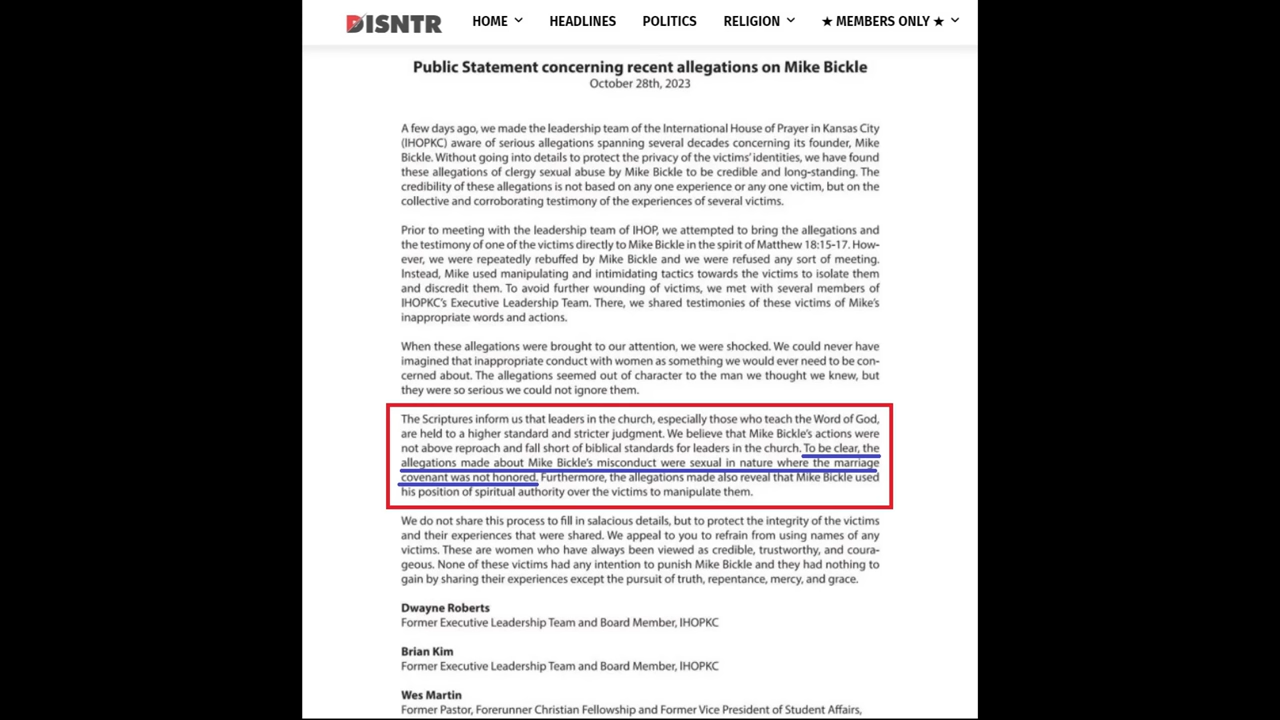 DISNTR
HOME HEADLINES POLITICS RELIGION ★ MEMBERS ONLY ★
Public Statement concerning recent allegations on Mike Bickle
October 28th, 2023
A few days ago, we made the leadership team of the International House of Prayer in Kansas City
(IHOPKC) aware of serious allegations spanning several decades concerning its founder, Mike
Bickle. Without going into details to protect the privacy of the victims' identities, we have found
these allegations of clergy sexual abuse by Mike Bickle to be credible and long-standing. The
credibility of these allegations is not based on any one experience or any one victim, but on the
collective and corroborating testimony of the experiences of several victims.
Prior to meeting with the leadership team of IHOP, we attempted to bring the allegations and
the testimony of one of the victims directly to Mike Bickle in the spirit of Matthew 18:15-17. How-
ever, we were repeatedly rebuffed by Mike Bickle and we were refused any sort of meeting.
Instead, Mike used manipulating and intimidating tactics towards the victims to isolate them
and discredit them. To avoid further wounding of victims, we met with several members of
IHOPKC's Executive Leadership Team. There, we shared testimonies of these victims of Mike's
inappropriate words and actions.
When these allegations were brought to our attention, we were shocked. We could never have
imagined that inappropriate conduct with women as something we would ever need to be con-
cerned about. The allegations seemed out of character to the man we thought we knew, but
they were so serious we could not ignore them.
The Scriptures inform us that leaders in the church, especially those who teach the Word of God,
are held to a higher standard and stricter judgment. We believe that Mike Bickle's actions were
not above reproach and fall short of biblical standards for leaders in the church. To be clear, the
allegations made about Mike Bickle's misconduct were sexual in nature where the marriage
covenant was not honored. Furthermore, the allegations made also reveal that Mike Bickle used
his position of spiritual authority over the victims to manipulate them.
We do not share this process to fill in salacious details, but to protect the integrity of the victims
and their experiences that were shared. We appeal to you to refrain from using names of any
victims. These are women who have always been viewed as credible, trustworthy, and coura-
geous. None of these victims had any intention to punish Mike Bickle and they had nothing to
gain by sharing their experiences except the pursuit of truth, repentance, mercy, and grace.
Dwayne Roberts
Former Executive Leadership Team and Board Member, IHOPKC
Brian Kim
Former Executive Leadership Team and Board Member, IHOPKC
Wes Martin
Former Pastor, Forerunner Christian Fellowship and Former Vice President of Student Affairs,